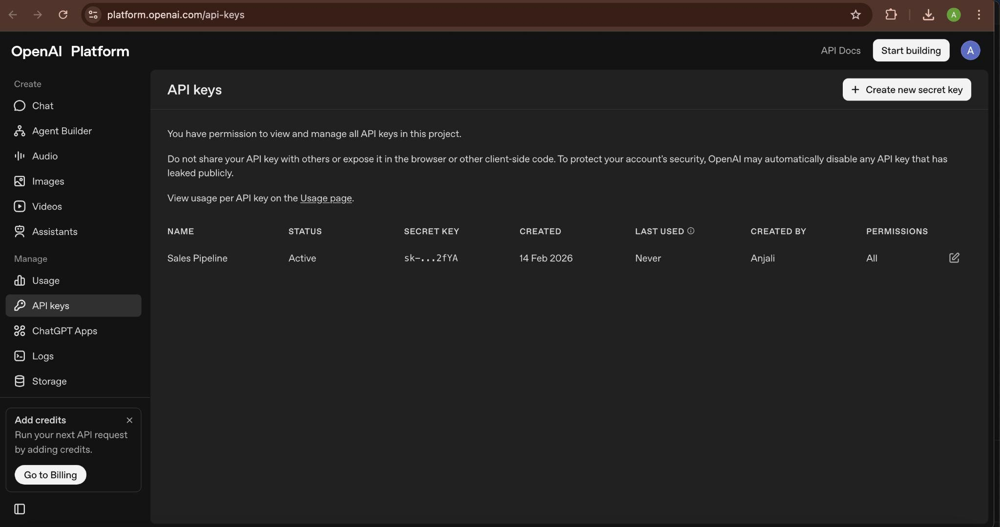 platform.openai.com/api-keys
A
OpenAI Platform
API Docs
Start building
A
Create
Chat
Agent Builder
Audio
Images
Videos
Assistants
Manage
Usage
API keys
ChatGPT Apps
Logs
Storage
Add credits
Run your next API request
by adding credits.
Go to Billing
API keys
+ Create new secret key
You have permission to view and manage all API keys in this project.
Do not share your API key with others or expose it in the browser or other client-side code. To protect your account's security, OpenAI may automatically disable any API key that has
leaked publicly.
View usage per API key on the Usage page.
NAME STATUS SECRET KEY CREATED LAST USED CREATED BY PERMISSIONS
Sales Pipeline Active sk-...2fYA 14 Feb 2026 Never Anjali All